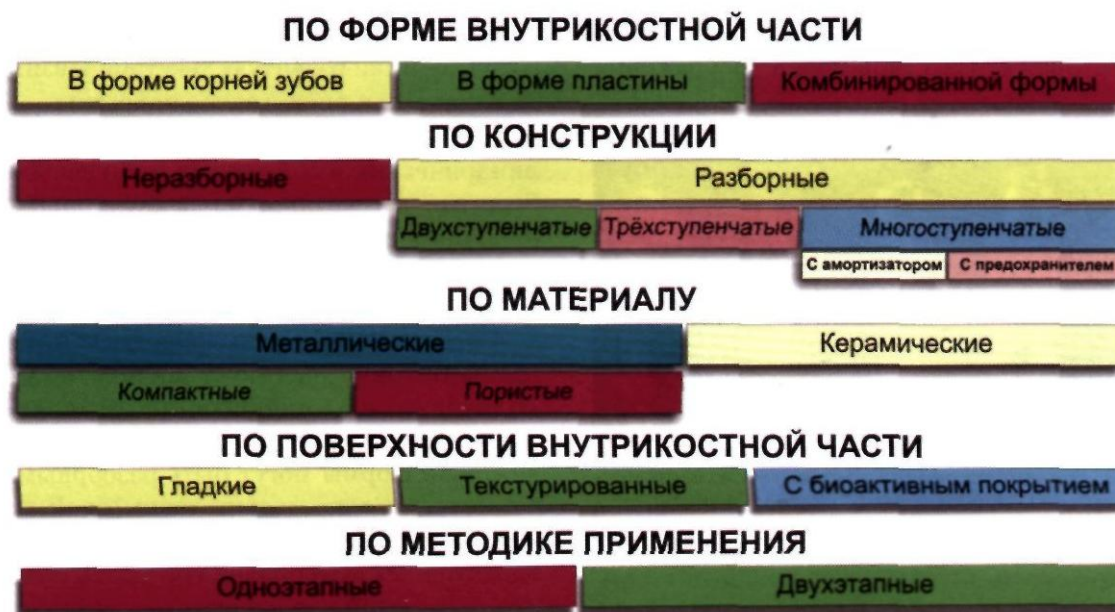 ПО ФОРМЕ ВНУТРИКОСТНОЙ ЧАСТИ
В форме корней зубов В форме пластины Комбинированной формы
ПО КОНСТРУКЦИИ
Неразборные Разборные
Двухступенчатые Трёхступенчатые Многоступенчатые
С амортизатором С предохранителем
ПО МАТЕРИАЛУ
Металлические Керамические
Компактные Пористые
ПО ПОВЕРХНОСТИ ВНУТРИКОСТНОЙ ЧАСТИ
Гладкие Текстурированные С биоактивным покрытием
ПО МЕТОДИКЕ ПРИМЕНЕНИЯ
Одноэтапные Двухэтапные